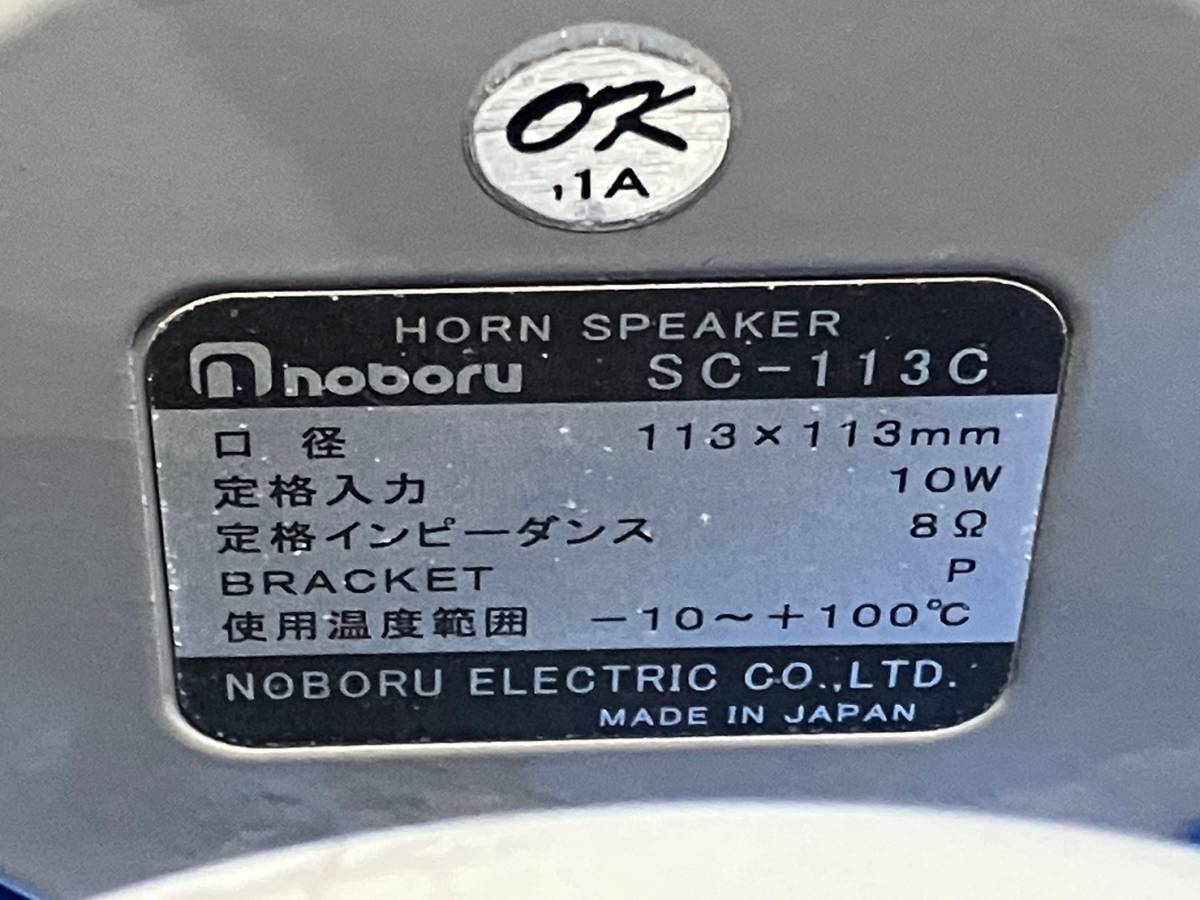 OK
,1A
HORN SPEAKER
noboru SC-113C
口 径 113×113mm
定格入力 10W
定格インピーダンス 8Ω
BRACKET P
使用温度範囲 -10~+100℃
NOBORU ELECTRIC CO.,LTD.
MADE IN JAPAN